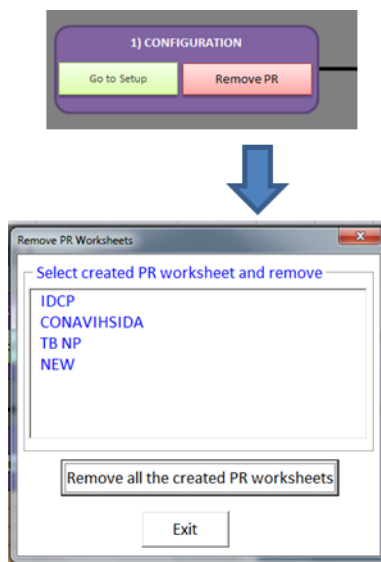 1) CONFIGURATION
Go to Setup
Remove PR
Remove PR Worksheets
Select created PR worksheet and remove
IDCP
CONAVIHSIDA
TB NP
NEW
Remove all the created PR worksheets
Exit